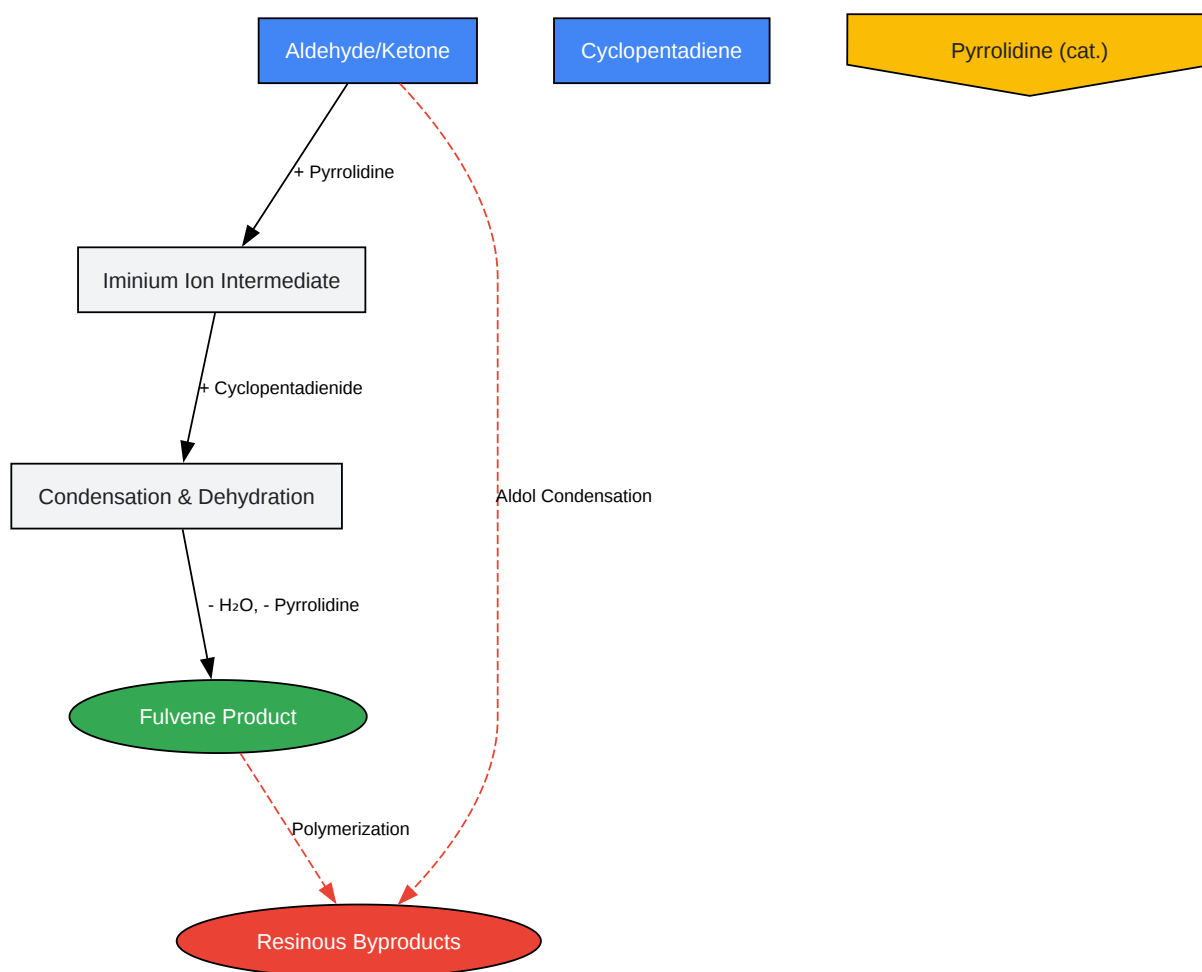 Aldehyde/Ketone
Cyclopentadiene
Pyrrolidine (cat.)
+ Pyrrolidine
Iminium Ion Intermediate
+ Cyclopentadienide
Condensation & Dehydration
Aldol Condensation
- H₂O, - Pyrrolidine
Fulvene Product
Polymerization
Resinous Byproducts